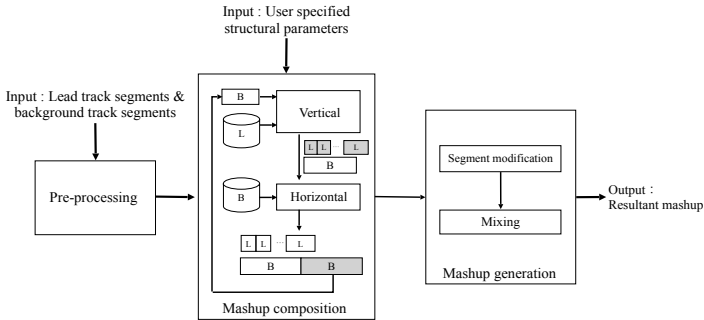 Input : User specified
structural parameters
Input : Lead track segments &
background track segments
Pre-processing
B
Vertical
L
L L ... L
B
B
Horizontal
L L ... L
B B
Mashup composition
Segment modification
Mixing
Mashup generation
Output :
Resultant mashup